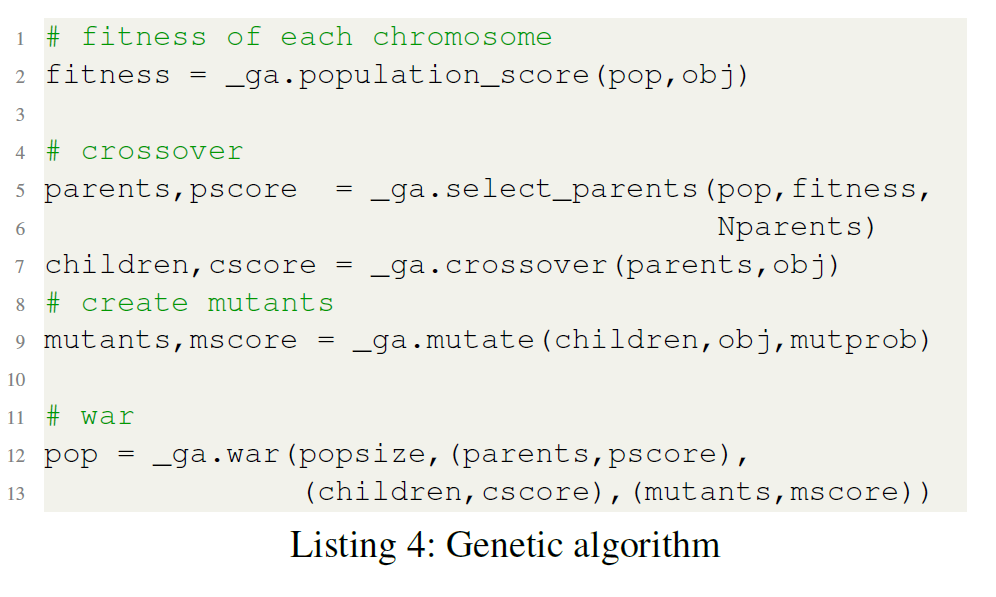 1 # fitness of each chromosome
2 fitness = _ga.population_score(pop,obj)
3
4 # crossover
5 parents,pscore  = _ga.select_parents(pop,fitness,
6                                      Nparents)
7 children,cscore = _ga.crossover(parents,obj)
8 # create mutants
9 mutants,mscore = _ga.mutate(children,obj,mutprob)
10
11 # war
12 pop = _ga.war(popsize,(parents,pscore),
13               (children,cscore),(mutants,mscore))
Listing 4: Genetic algorithm